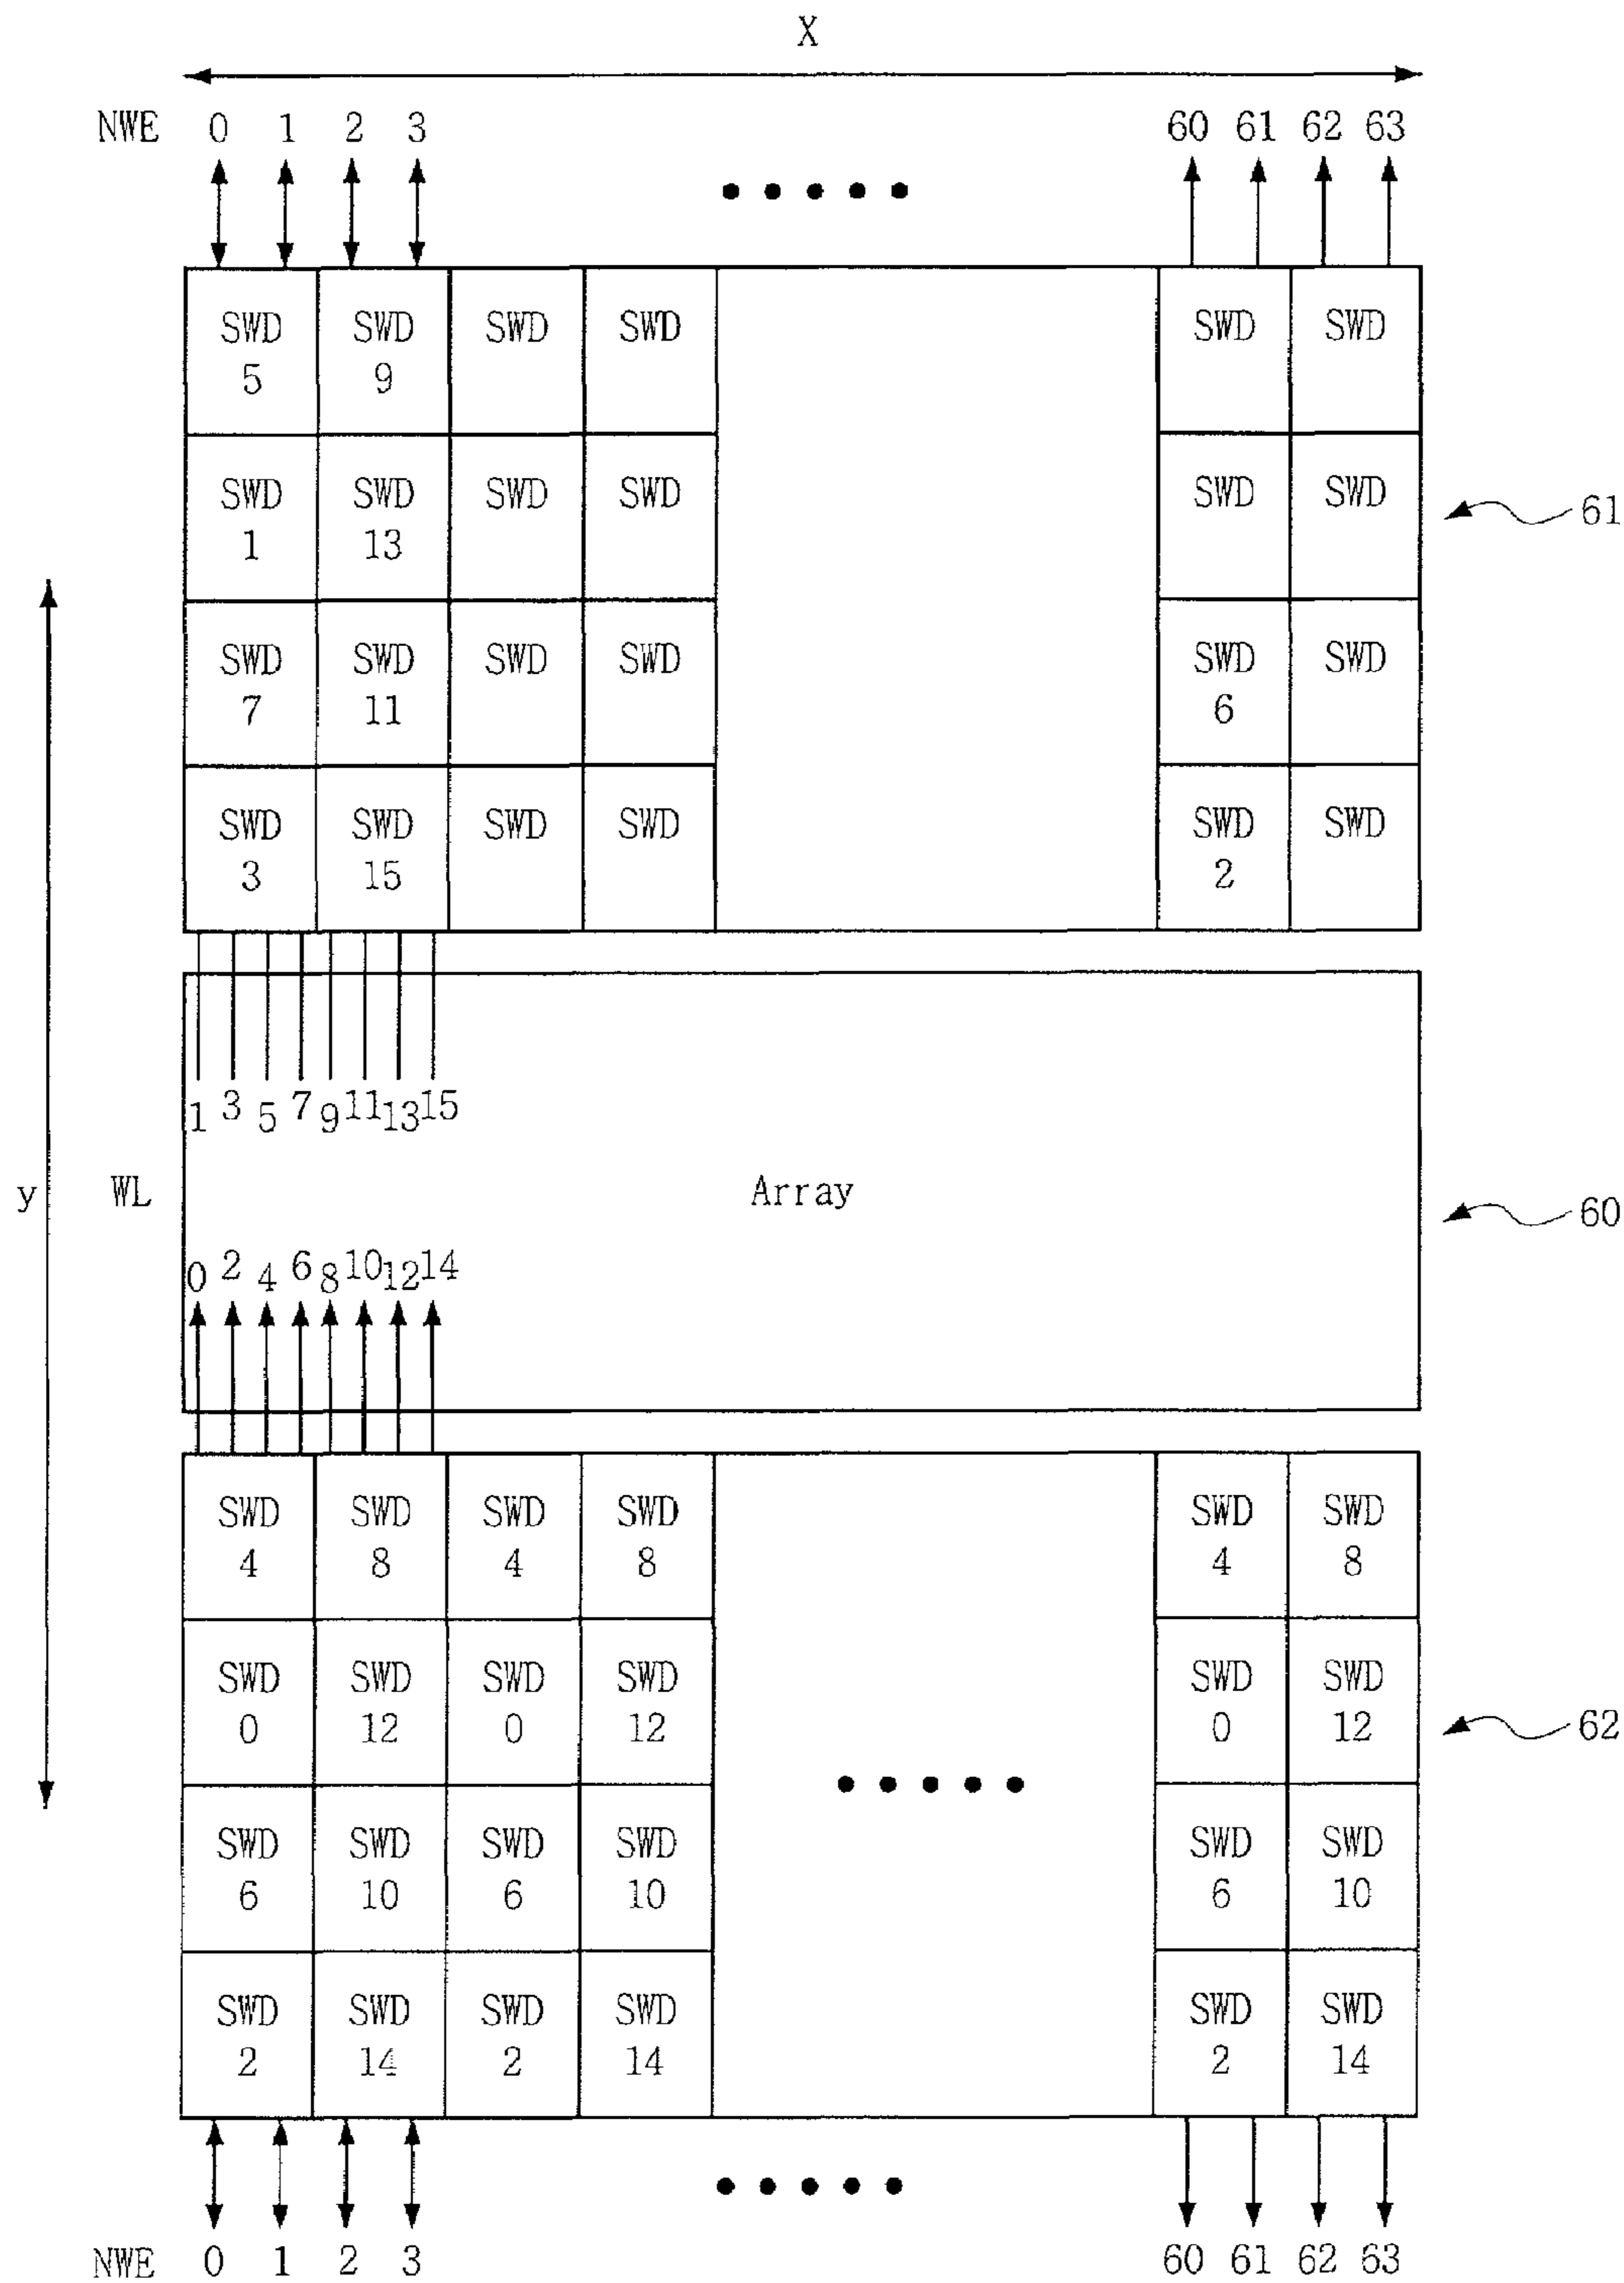 X
NWE 0 1 2 3 60 61 62 63
SWD SWD SWD SWD SWD SWD
5 9
SWD SWD SWD SWD SWD SWD
1 13
61
SWD SWD SWD SWD SWD SWD
7 11 6
SWD SWD SWD SWD SWD SWD
3 15 2
1 3 5 7 9 11 13 15
y WL Array 60
0 2 4 6 8 10 12 14
SWD SWD SWD SWD SWD SWD
4 8 4 8 4 8
SWD SWD SWD SWD SWD SWD
0 12 0 12 0 12
62
SWD SWD SWD SWD SWD SWD
6 10 6 10 6 10
SWD SWD SWD SWD SWD SWD
2 14 2 14 2 14
NWE 0 1 2 3 60 61 62 63